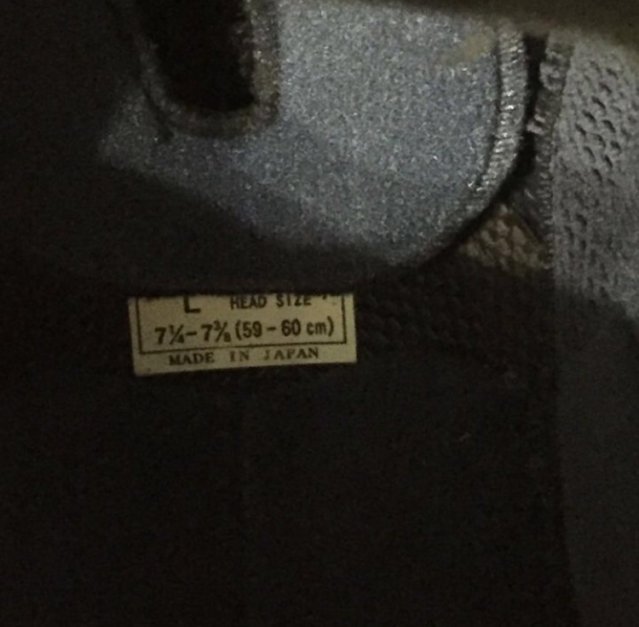 L HEAD SIZE
7¼-7⅜ (59-60 cm)
MADE IN JAPAN